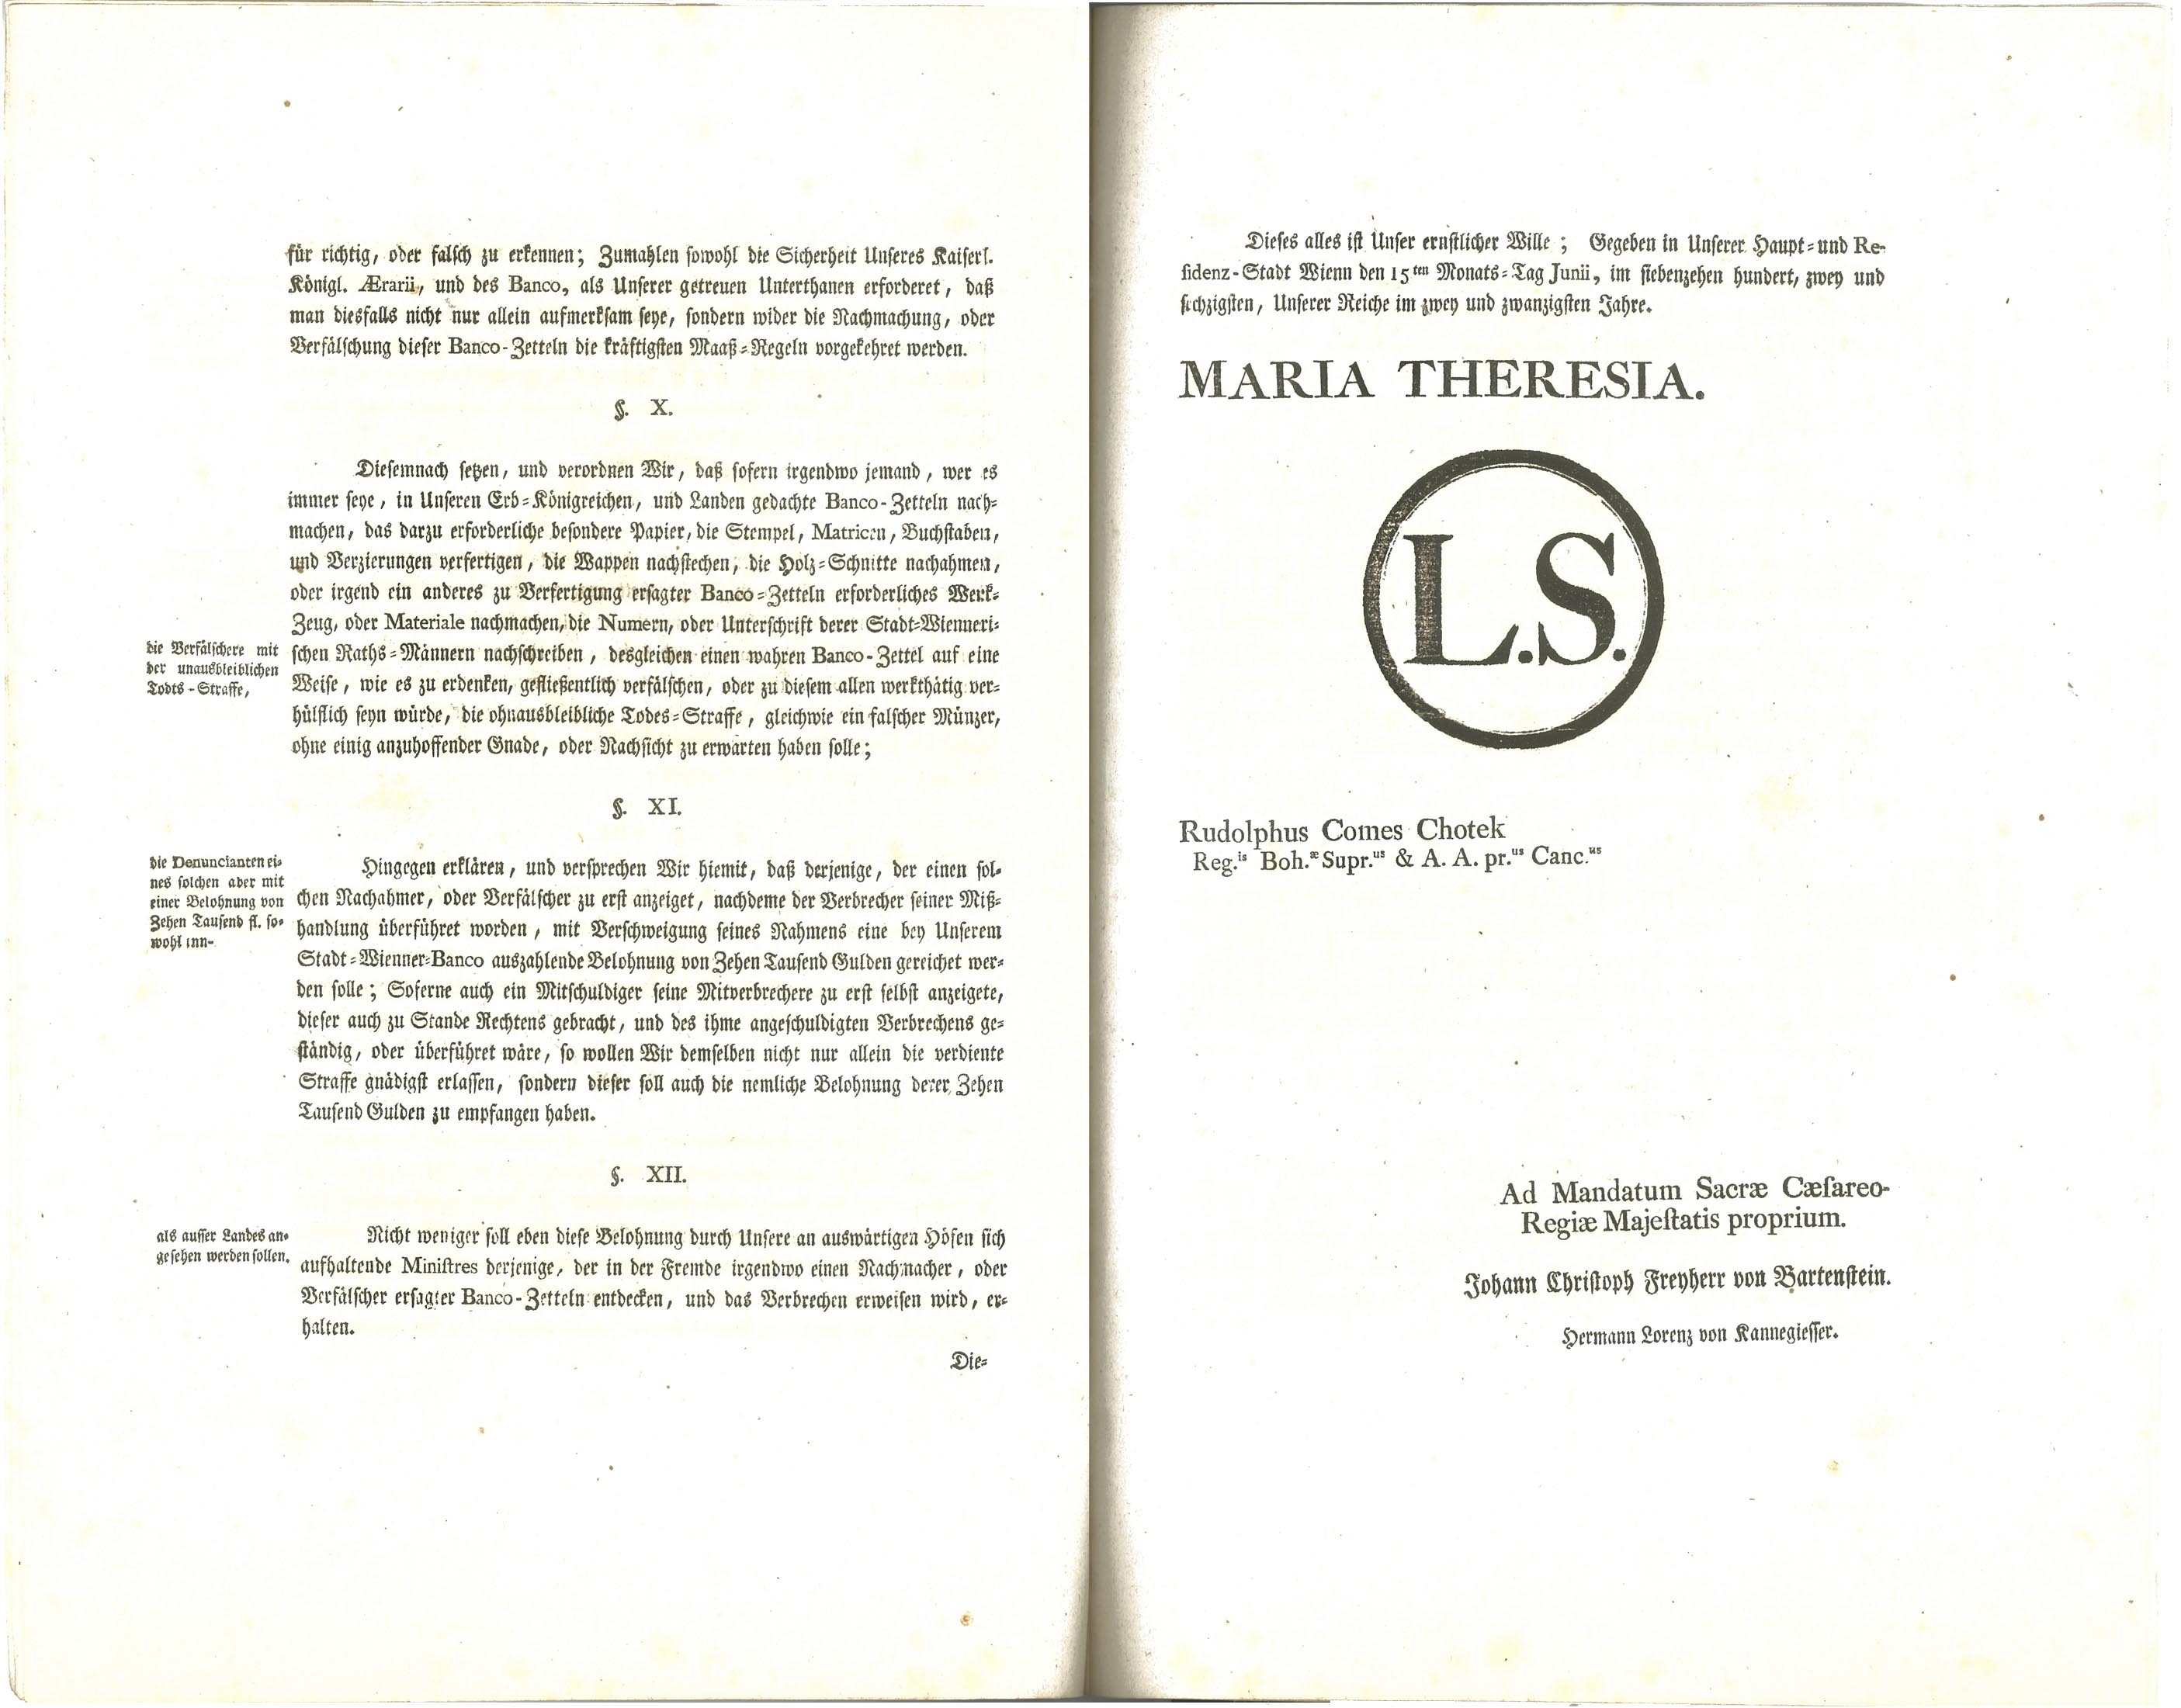 für richtig, oder falsch zu erkennen; Zumahlen sowohl die Sicherheit Unseres Kaiserl.
Königl. Ærarii, und des Banco, als Unserer getreuen Unterthanen erforderet, daß
man diesfalls nicht nur allein aufmerksam seye, sondern wider die Nachmachung, oder
Verfälschung dieser Banco-Zetteln die kräftigsten Maaß=Regeln vorgekehret werden.
§. X.
Diesemnach setzen, und verordnen Wir, daß sofern irgendwo jemand, wer es
immer seye, in Unseren Erb=Königreichen, und Landen gedachte Banco-Zetteln nach=
machen, das darzu erforderliche besondere Papier, die Stempel, Matricen, Buchstaben,
und Verzierungen verfertigen, die Wappen nachstechen, die Holz=Schnitte nachahmen,
oder irgend ein anderes zu Verfertigung ersagter Banco=Zetteln erforderliches Werk=
Zeug, oder Materiale nachmachen, die Numern, oder Unterschrift derer Stadt=Wienneri=
schen Raths=Männern nachschreiben, desgleichen einen wahren Banco-Zettel auf eine
Weise, wie es zu erdenken, gefließentlich verfälschen, oder zu diesem allen werkthätig ver=
hülflich seyn würde, die ohnausbleibliche Todes=Straffe, gleichwie ein falscher Münzer,
ohne einig anzuhoffender Gnade, oder Nachsicht zu erwarten haben solle;
die Verfälschere mit
der unausbleiblichen
Todts-Straffe,
§. XI.
die Denuncianten ei=
nes solchen aber mit
einer Belohnung von
Zehen Tausend fl. so=
wohl inn-
Hingegen erklären, und versprechen Wir hiemit, daß derjenige, der einen sol=
chen Nachahmer, oder Verfälscher zu erst anzeiget, nachdeme der Verbrecher seiner Miß=
handlung überführet worden, mit Verschweigung seines Nahmens eine bey Unserem
Stadt=Wienner=Banco auszahlende Belohnung von Zehen Tausend Gulden gereichet wer=
den solle; Soferne auch ein Mitschuldiger seine Mitverbrechere zu erst selbst anzeigete,
dieser auch zu Stande Rechtens gebracht, und des ihme angeschuldigten Verbrechens ge=
ständig, oder überführet wäre, so wollen Wir demselben nicht nur allein die verdiente
Straffe gnädigst erlassen, sondern dieser soll auch die nemliche Belohnung derer Zehen
Tausend Gulden zu empfangen haben.
§. XII.
als ausser Landes an=
gesehen werden sollen.
Nicht weniger soll eben diese Belohnung durch Unsere an auswärtigen Höfen sich
aufhaltende Ministres derjenige, der in der Fremde irgendwo einen Nachmacher, oder
Verfälscher ersagter Banco-Zetteln entdecken, und das Verbrechen erweisen wird, er=
halten.
Die=
Dieses alles ist Unser ernstlicher Wille; Gegeben in Unserer Haupt=und Re-
sidenz-Stadt Wienn den 15ten Monats=Tag Junii, im siebenzehen hundert, zwey und
sechzigsten, Unserer Reiche im zwey und zwanzigsten Jahre.
MARIA THERESIA.
L.S.
Rudolphus Comes Chotek
Reg.is Boh.æ Supr.us & A. A. pr.us Canc.us
Ad Mandatum Sacræ Cæsareo-
Regiæ Majestatis proprium.
Johann Christoph Freyherr von Bartenstein.
Hermann Lorenz von Kannegiesser.